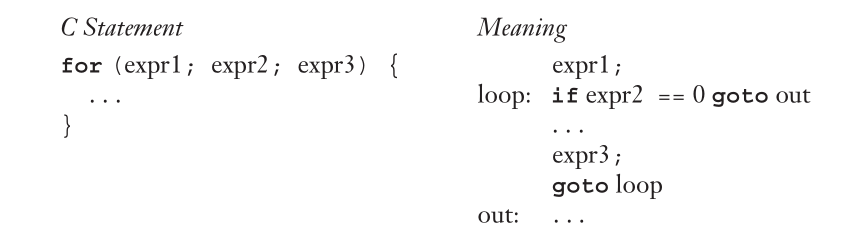 C Statement
Meaning
for (expr1; expr2; expr3) {
...
}
expr1;
loop: if expr2 == 0 goto out
...
expr3;
goto loop
out: ...